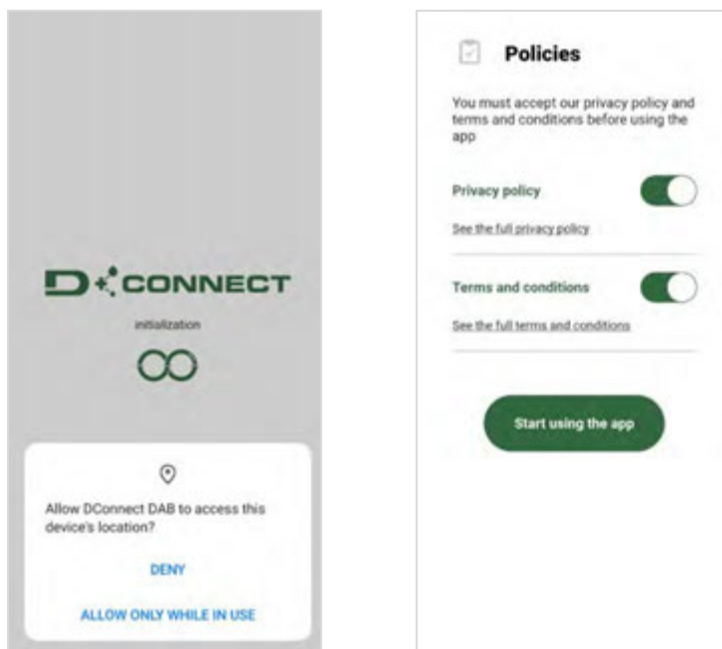 D CONNECT
initialization
Allow DConnect DAB to access this
device's location?
DENY
ALLOW ONLY WHILE IN USE
Policies
You must accept our privacy policy and
terms and conditions before using the
app
Privacy policy
See the full privacy policy
Terms and conditions
See the full terms and conditions
Start using the app